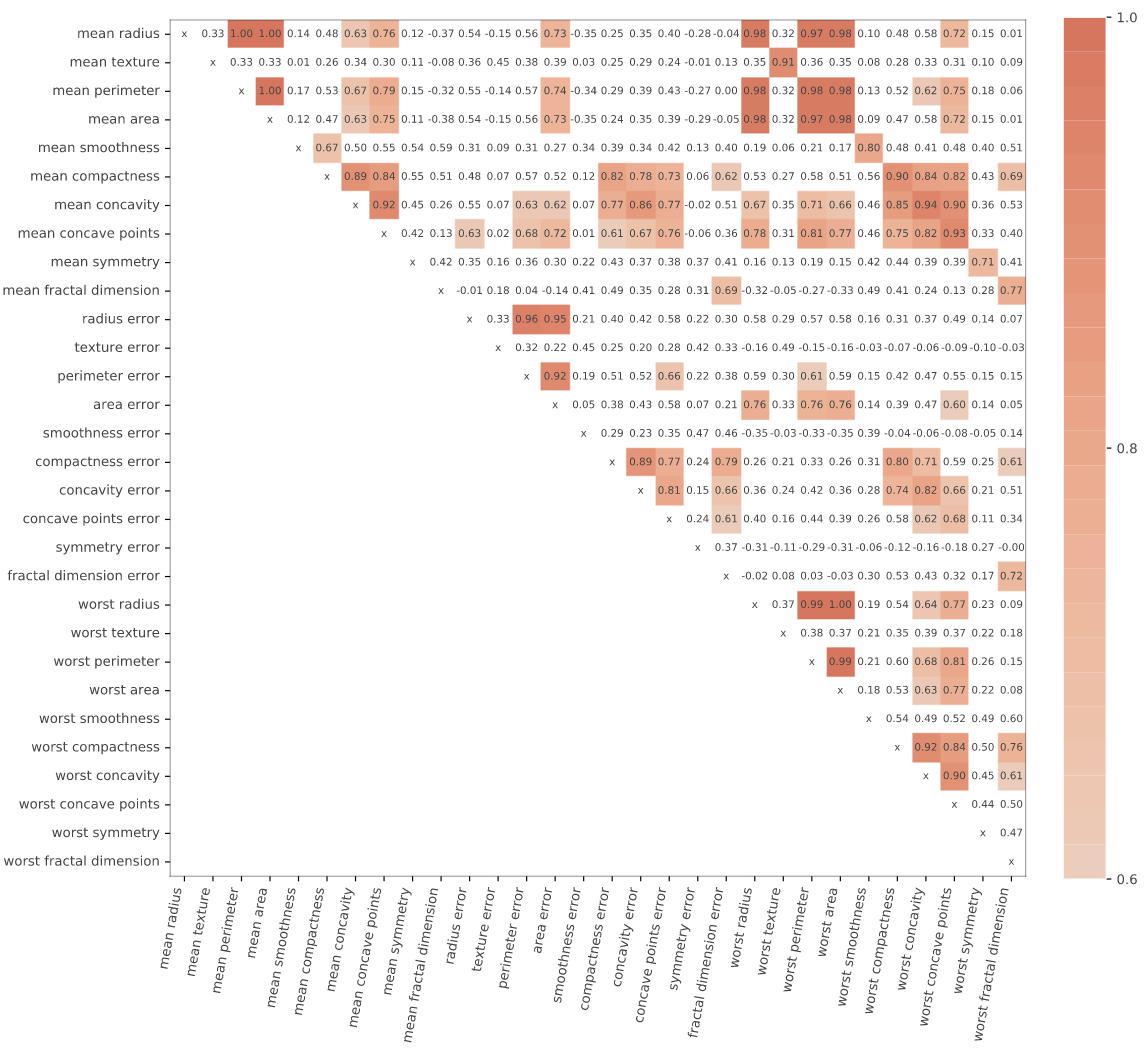 mean radius x 0.33 1.00 1.00 0.14 0.48 0.63 0.76 0.12 -0.37 0.54 -0.15 0.56 0.73 -0.35 0.25 0.35 0.40 -0.28 -0.04 0.98 0.32 0.97 0.98 0.10 0.48 0.58 0.72 0.15 0.01
mean texture x 0.33 0.33 0.01 0.26 0.34 0.30 0.11 -0.08 0.36 0.45 0.38 0.39 0.03 0.25 0.29 0.24 -0.01 0.13 0.35 0.91 0.36 0.35 0.08 0.28 0.33 0.31 0.10 0.09
mean perimeter x 1.00 0.17 0.53 0.67 0.79 0.15 -0.32 0.55 -0.14 0.57 0.74 -0.34 0.29 0.39 0.43 -0.27 0.00 0.98 0.32 0.98 0.98 0.13 0.52 0.62 0.75 0.18 0.06
mean area x 0.12 0.47 0.63 0.75 0.11 -0.38 0.54 -0.15 0.56 0.73 -0.35 0.24 0.35 0.39 -0.29 -0.05 0.98 0.32 0.97 0.98 0.09 0.47 0.58 0.72 0.15 0.01
mean smoothness x 0.67 0.50 0.55 0.54 0.59 0.31 0.09 0.31 0.27 0.34 0.39 0.34 0.42 0.13 0.40 0.19 0.06 0.21 0.17 0.80 0.48 0.41 0.48 0.40 0.51
mean compactness x 0.89 0.84 0.55 0.51 0.48 0.07 0.57 0.52 0.12 0.82 0.78 0.73 0.06 0.62 0.53 0.27 0.58 0.51 0.56 0.90 0.84 0.82 0.43 0.69
mean concavity x 0.92 0.45 0.26 0.55 0.07 0.63 0.62 0.07 0.77 0.86 0.77 -0.02 0.51 0.67 0.35 0.71 0.66 0.46 0.85 0.94 0.90 0.36 0.53
mean concave points x 0.42 0.13 0.63 0.02 0.68 0.72 0.01 0.61 0.67 0.76 -0.06 0.36 0.78 0.31 0.81 0.77 0.46 0.75 0.82 0.93 0.33 0.40
mean symmetry x 0.42 0.35 0.16 0.36 0.30 0.22 0.43 0.37 0.38 0.37 0.41 0.16 0.13 0.19 0.15 0.42 0.44 0.39 0.39 0.71 0.41
mean fractal dimension x -0.01 0.18 0.04 -0.14 0.41 0.49 0.35 0.28 0.31 0.69 -0.32 -0.05 -0.27 -0.33 0.49 0.41 0.24 0.13 0.28 0.77
radius error x 0.33 0.96 0.95 0.21 0.40 0.42 0.58 0.22 0.30 0.58 0.29 0.57 0.58 0.16 0.31 0.37 0.49 0.14 0.07
texture error x 0.32 0.22 0.45 0.25 0.20 0.28 0.42 0.33 -0.16 0.49 -0.15 -0.16 -0.03 -0.07 -0.06 -0.09 -0.10 -0.03
perimeter error x 0.92 0.19 0.51 0.52 0.66 0.22 0.38 0.59 0.30 0.61 0.59 0.15 0.42 0.47 0.55 0.15 0.15
area error x 0.05 0.38 0.43 0.58 0.07 0.21 0.76 0.33 0.76 0.76 0.14 0.39 0.47 0.60 0.14 0.05
smoothness error x 0.29 0.23 0.35 0.47 0.46 -0.35 -0.03 -0.33 -0.35 0.39 -0.04 -0.06 -0.08 -0.05 0.14
compactness error x 0.89 0.77 0.24 0.79 0.26 0.21 0.33 0.26 0.31 0.80 0.71 0.59 0.25 0.61
concavity error x 0.81 0.15 0.66 0.36 0.24 0.42 0.36 0.28 0.74 0.82 0.66 0.21 0.51
concave points error x 0.24 0.61 0.40 0.16 0.44 0.39 0.26 0.58 0.62 0.68 0.11 0.34
symmetry error x 0.37 -0.31 -0.11 -0.29 -0.31 -0.06 -0.12 -0.16 -0.18 0.27 -0.00
fractal dimension error x -0.02 0.08 0.03 -0.03 0.30 0.53 0.43 0.32 0.17 0.72
worst radius x 0.37 0.99 1.00 0.19 0.54 0.64 0.77 0.23 0.09
worst texture x 0.38 0.37 0.21 0.35 0.39 0.37 0.22 0.18
worst perimeter x 0.99 0.21 0.60 0.68 0.81 0.26 0.15
worst area x 0.18 0.53 0.63 0.77 0.22 0.08
worst smoothness x 0.54 0.49 0.52 0.49 0.60
worst compactness x 0.92 0.84 0.50 0.76
worst concavity x 0.90 0.45 0.61
worst concave points x 0.44 0.50
worst symmetry x 0.47
worst fractal dimension x
mean radius
mean texture
mean perimeter
mean area
mean smoothness
mean compactness
mean concavity
mean concave points
mean symmetry
mean fractal dimension
radius error
texture error
perimeter error
area error
smoothness error
compactness error
concavity error
concave points error
symmetry error
fractal dimension error
worst radius
worst texture
worst perimeter
worst area
worst smoothness
worst compactness
worst concavity
worst concave points
worst symmetry
worst fractal dimension
1.0
0.8
0.6